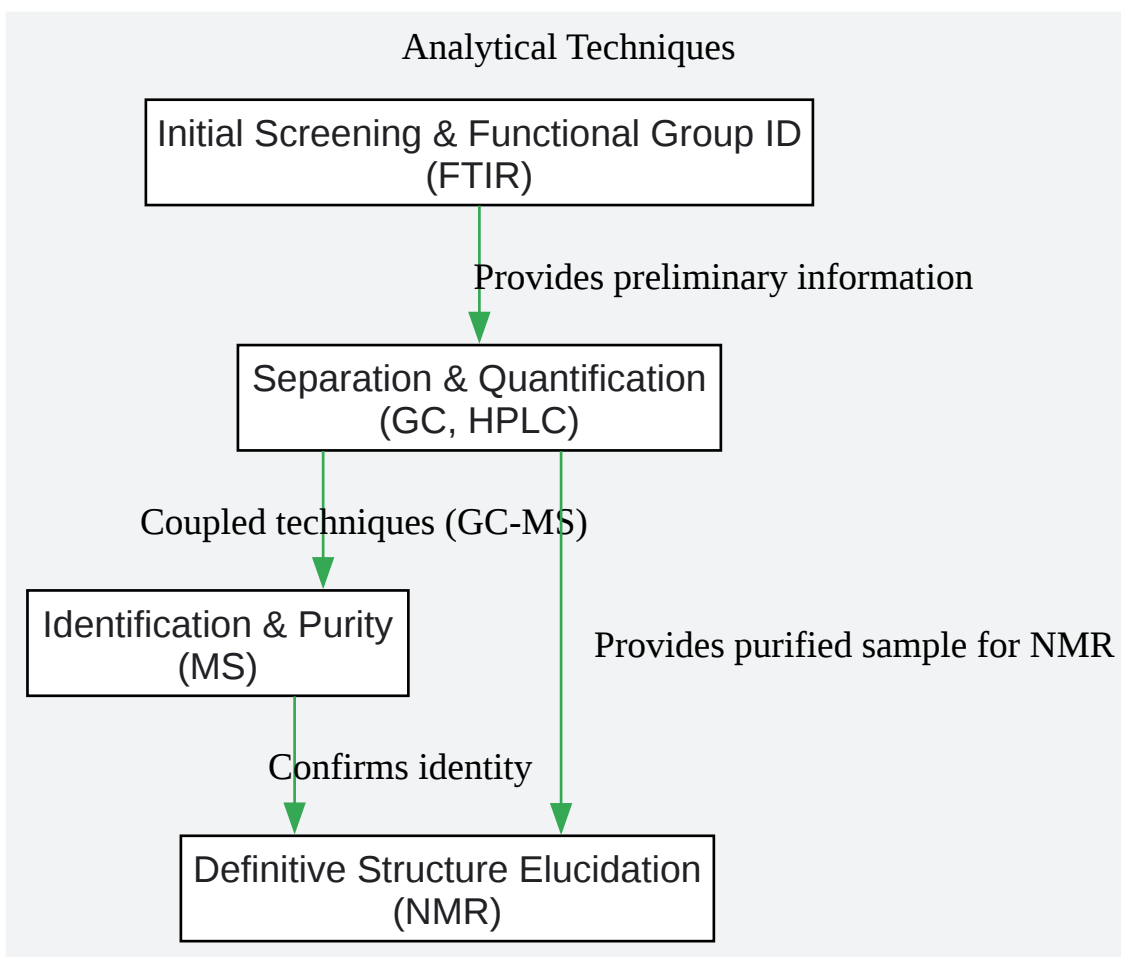 Analytical Techniques
Initial Screening & Functional Group ID
(FTIR)
Provides preliminary information
Separation & Quantification
(GC, HPLC)
Coupled techniques (GC-MS)
Identification & Purity
(MS)
Provides purified sample for NMR
Confirms identity
Definitive Structure Elucidation
(NMR)